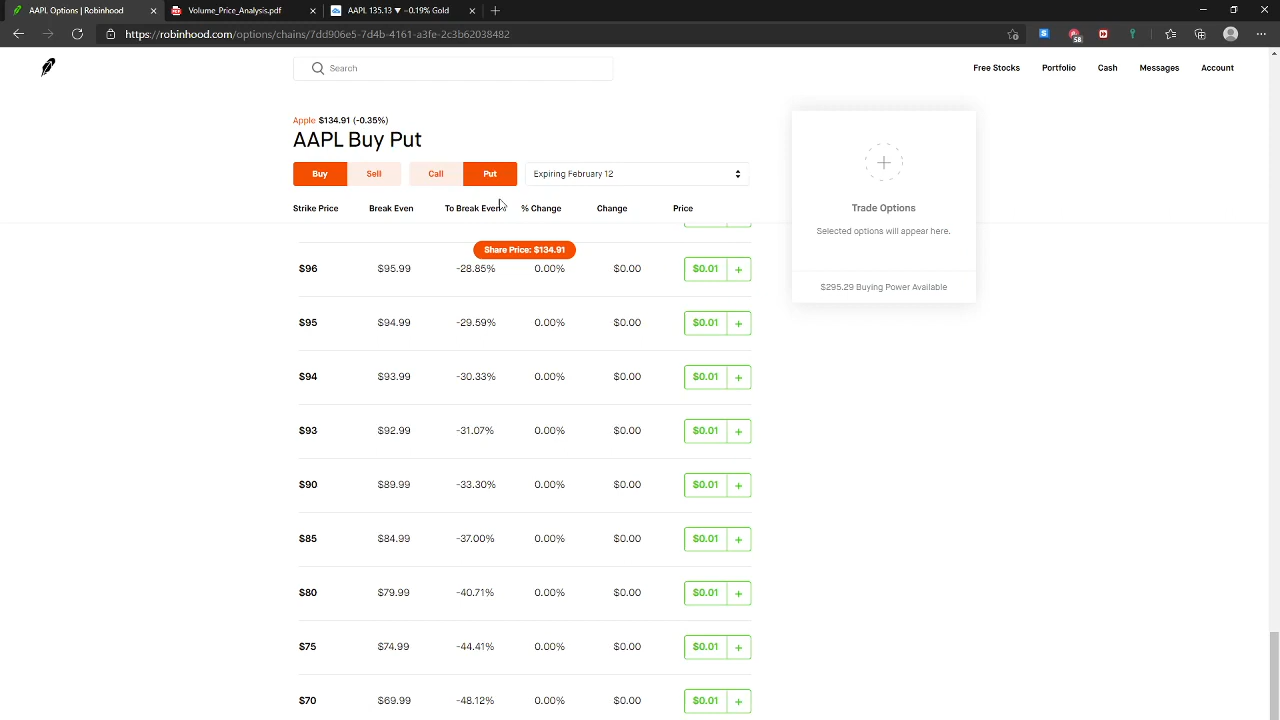 AAPL Options | Robinhood
Volume_Price_Analysis.pdf
AAPL 135.13 ▼ −0.19% Gold
https://robinhood.com/options/chains/7dd906e5-7d4b-4161-a3fe-2c3b62038482
58
Search
Free Stocks Portfolio Cash Messages Account
Apple $134.91 (-0.35%)
AAPL Buy Put
Buy Sell Call Put Expiring February 12
Strike Price Break Even To Break Even % Change Change Price
Share Price: $134.91
$96 $95.99 -28.85% 0.00% $0.00 $0.01 +
$95 $94.99 -29.59% 0.00% $0.00 $0.01 +
$94 $93.99 -30.33% 0.00% $0.00 $0.01 +
$93 $92.99 -31.07% 0.00% $0.00 $0.01 +
$90 $89.99 -33.30% 0.00% $0.00 $0.01 +
$85 $84.99 -37.00% 0.00% $0.00 $0.01 +
$80 $79.99 -40.71% 0.00% $0.00 $0.01 +
$75 $74.99 -44.41% 0.00% $0.00 $0.01 +
$70 $69.99 -48.12% 0.00% $0.00 $0.01 +
Trade Options
Selected options will appear here.
$295.29 Buying Power Available